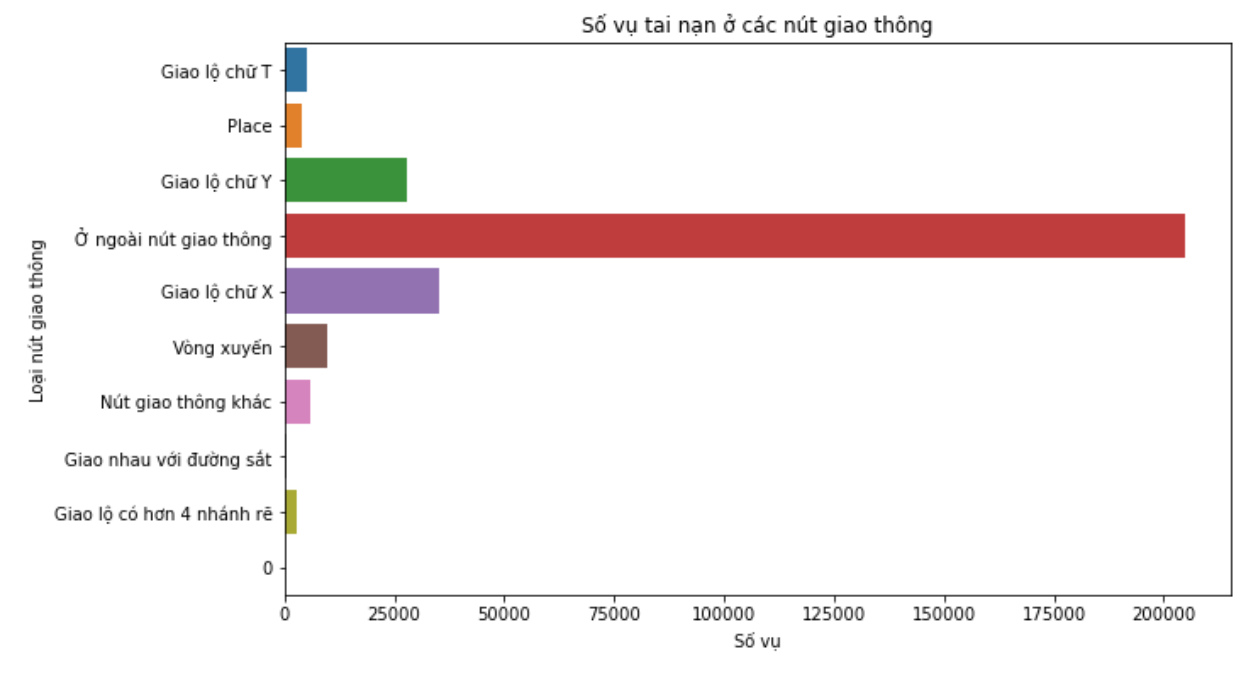 Số vụ tai nạn ở các nút giao thông
Giao lộ chữ T
Place
Giao lộ chữ Y
Ở ngoài nút giao thông
Giao lộ chữ X
Vòng xuyến
Nút giao thông khác
Giao nhau với đường sắt
Giao lộ có hơn 4 nhánh rẽ
0
Loại nút giao thông
0 25000 50000 75000 100000 125000 150000 175000 200000
Số vụ